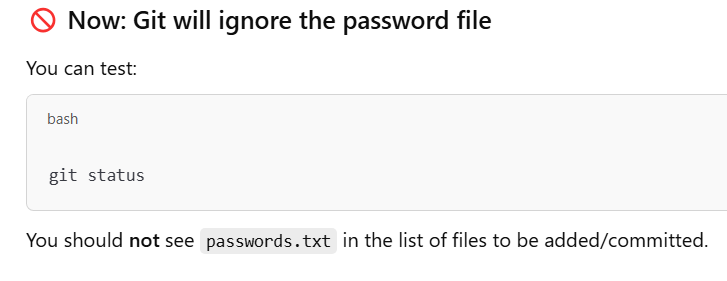 🚫 Now: Git will ignore the password file
You can test:
bash
git status
You should not see passwords.txt in the list of files to be added/committed.